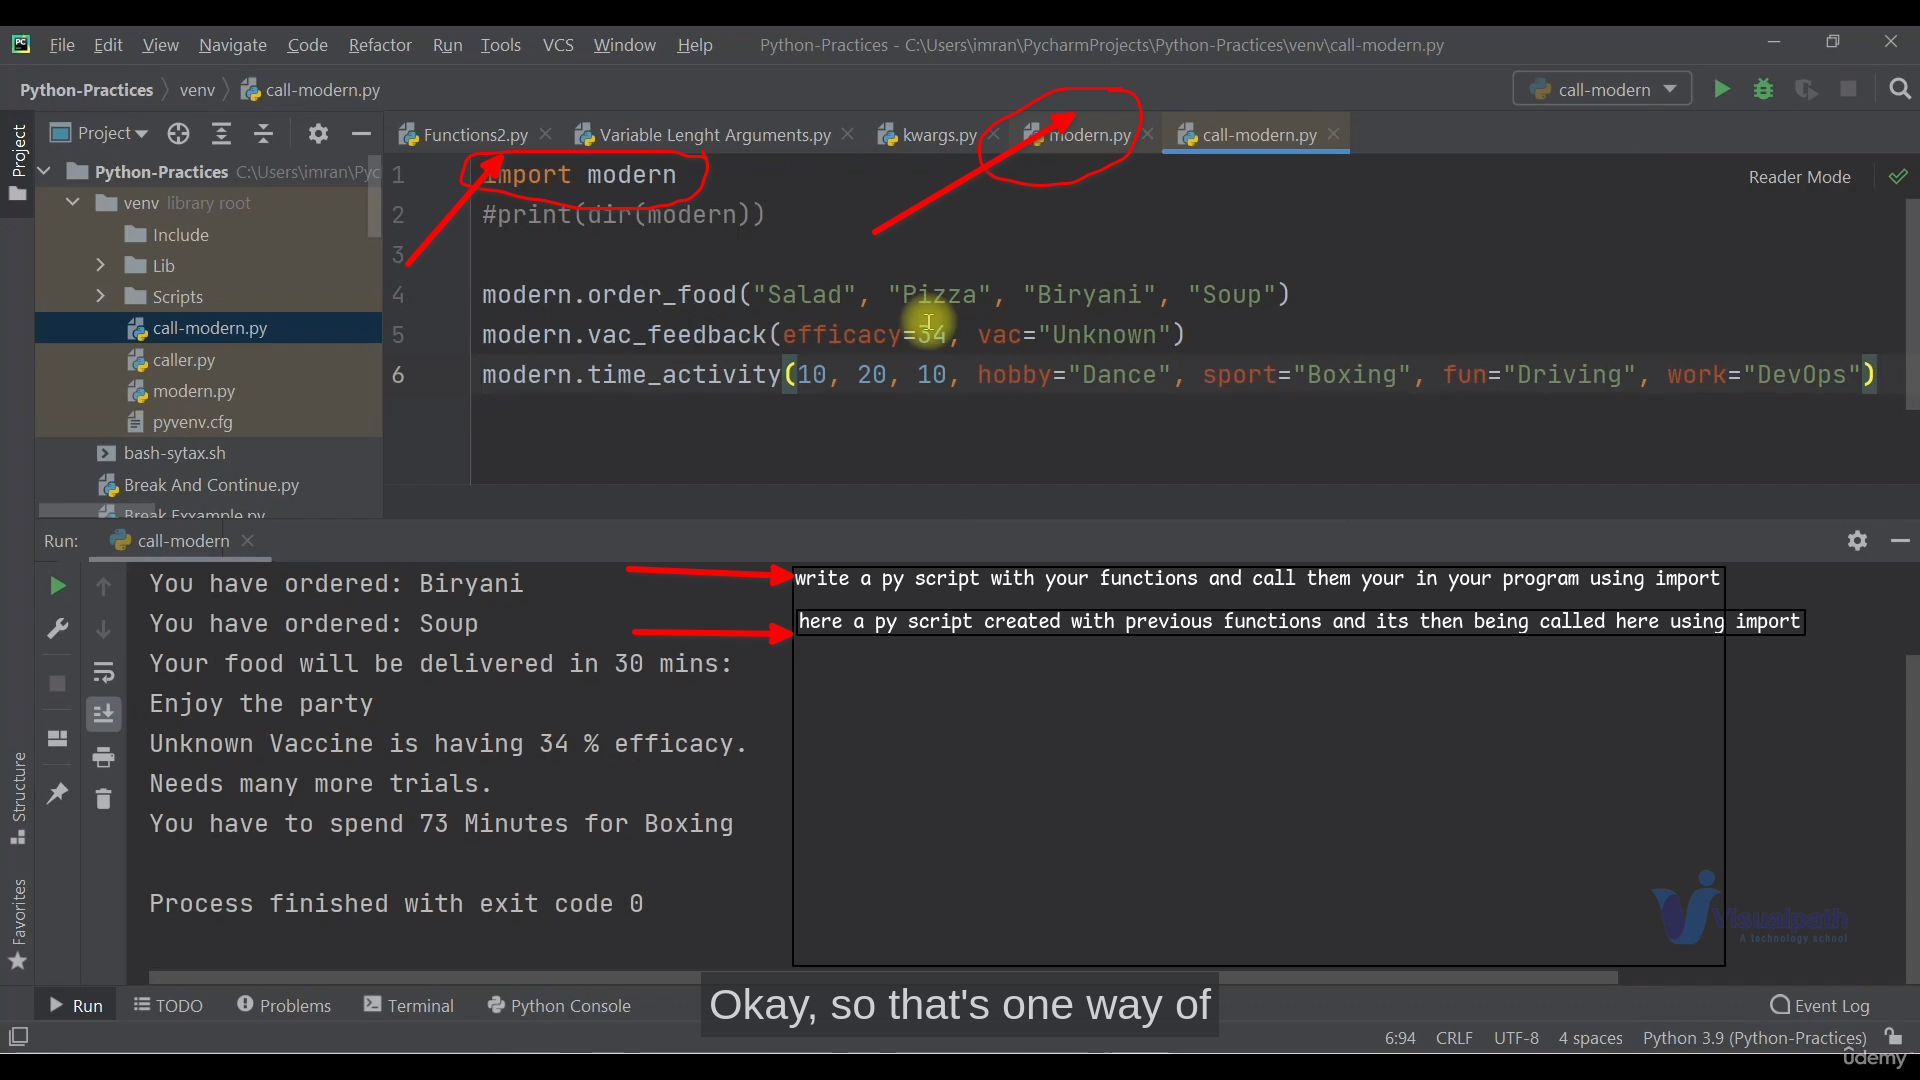 File Edit View Navigate Code Refactor Run Tools VCS Window Help Python-Practices - C:\Users\imran\PycharmProjects\Python-Practices\venv\call-modern.py
Python-Practices venv call-modern.py call-modern
Project Functions2.py Variable Lenght Arguments.py kwargs.py modern.py call-modern.py
Project
Python-Practices C:\Users\imran\Pyc
venv library root
Include
Lib
Scripts
call-modern.py
caller.py
modern.py
pyvenv.cfg
bash-sytax.sh
Break And Continue.py
Break Exxample.py
Reader Mode
1 import modern
2 #print(dir(modern))
3
4 modern.order_food("Salad", "Pizza", "Biryani", "Soup")
5 modern.vac_feedback(efficacy=34, vac="Unknown")
6 modern.time_activity(10, 20, 10, hobby="Dance", sport="Boxing", fun="Driving", work="DevOps")
Run: call-modern
You have ordered: Biryani
You have ordered: Soup
Your food will be delivered in 30 mins:
Enjoy the party
Unknown Vaccine is having 34 % efficacy.
Needs many more trials.
You have to spend 73 Minutes for Boxing
Process finished with exit code 0
write a py script with your functions and call them your in your program using import
here a py script created with previous functions and its then being called here using import
Structure
Favorites
Visualpath
A technology school
Okay, so that's one way of
Run TODO Problems Terminal Python Console Event Log
6:94 CRLF UTF-8 4 spaces Python 3.9 (Python-Practices)
ûdemy